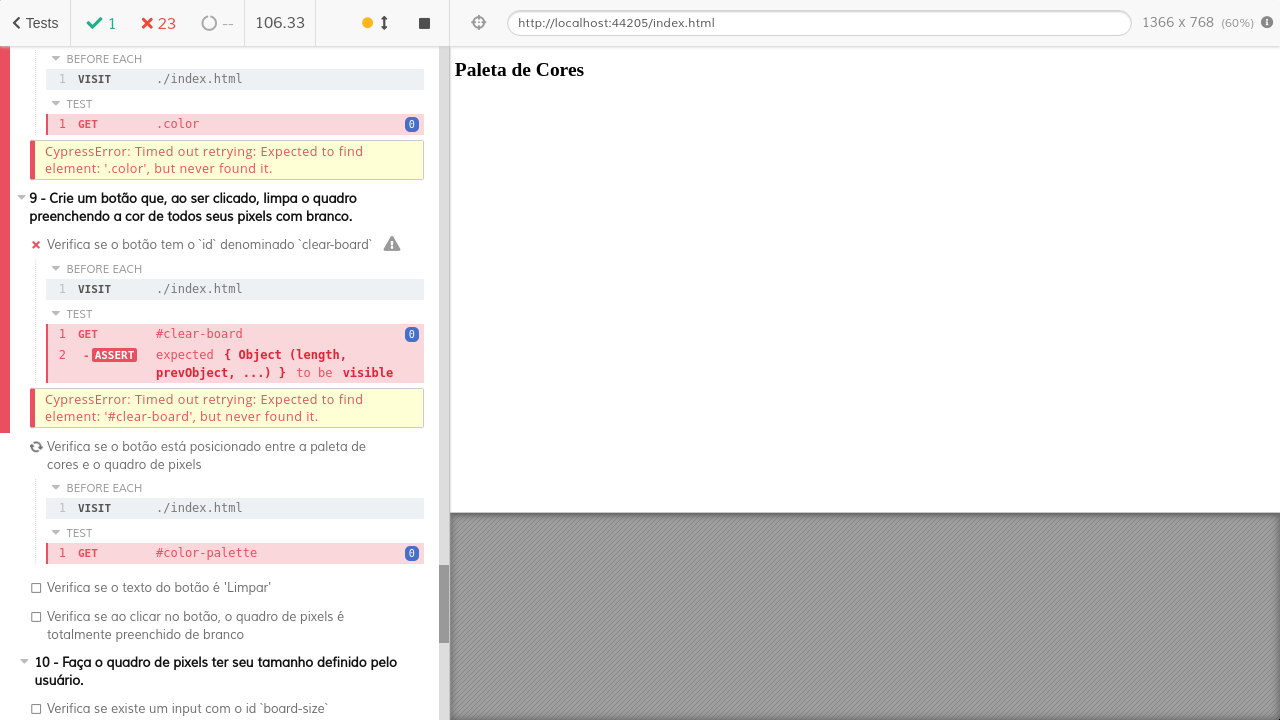 Tests 1 23 -- 106.33 http://localhost:44205/index.html 1366 x 768 (60%)
BEFORE EACH
1 VISIT ./index.html
TEST
1 GET .color 0
CypressError: Timed out retrying: Expected to find
element: '.color', but never found it.
9 - Crie um botão que, ao ser clicado, limpa o quadro
preenchendo a cor de todos seus pixels com branco.
Verifica se o botão tem o `id` denominado `clear-board`
BEFORE EACH
1 VISIT ./index.html
TEST
1 GET #clear-board 0
2 -ASSERT expected { Object (length,
prevObject, ...) } to be visible
CypressError: Timed out retrying: Expected to find
element: '#clear-board', but never found it.
Verifica se o botão está posicionado entre a paleta de
cores e o quadro de pixels
BEFORE EACH
1 VISIT ./index.html
TEST
1 GET #color-palette 0
Verifica se o texto do botão é 'Limpar'
Verifica se ao clicar no botão, o quadro de pixels é
totalmente preenchido de branco
10 - Faça o quadro de pixels ter seu tamanho definido pelo
usuário.
Verifica se existe um input com o id `board-size`
Paleta de Cores